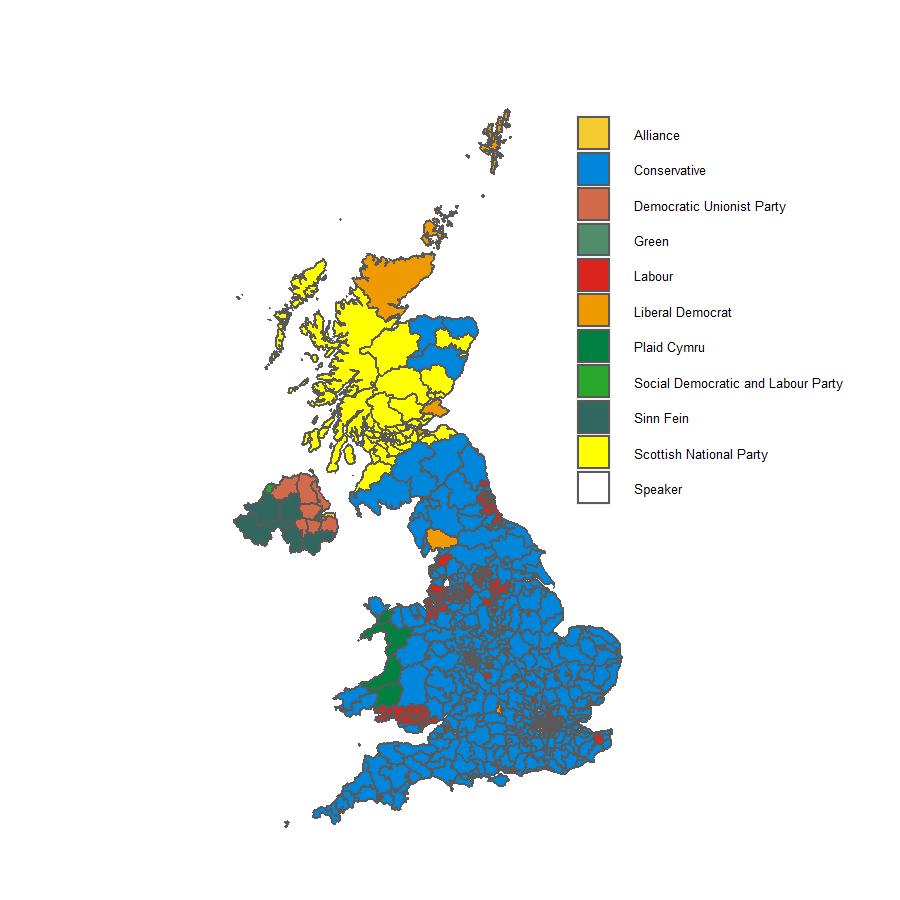 Alliance
Conservative
Democratic Unionist Party
Green
Labour
Liberal Democrat
Plaid Cymru
Social Democratic and Labour Party
Sinn Fein
Scottish National Party
Speaker